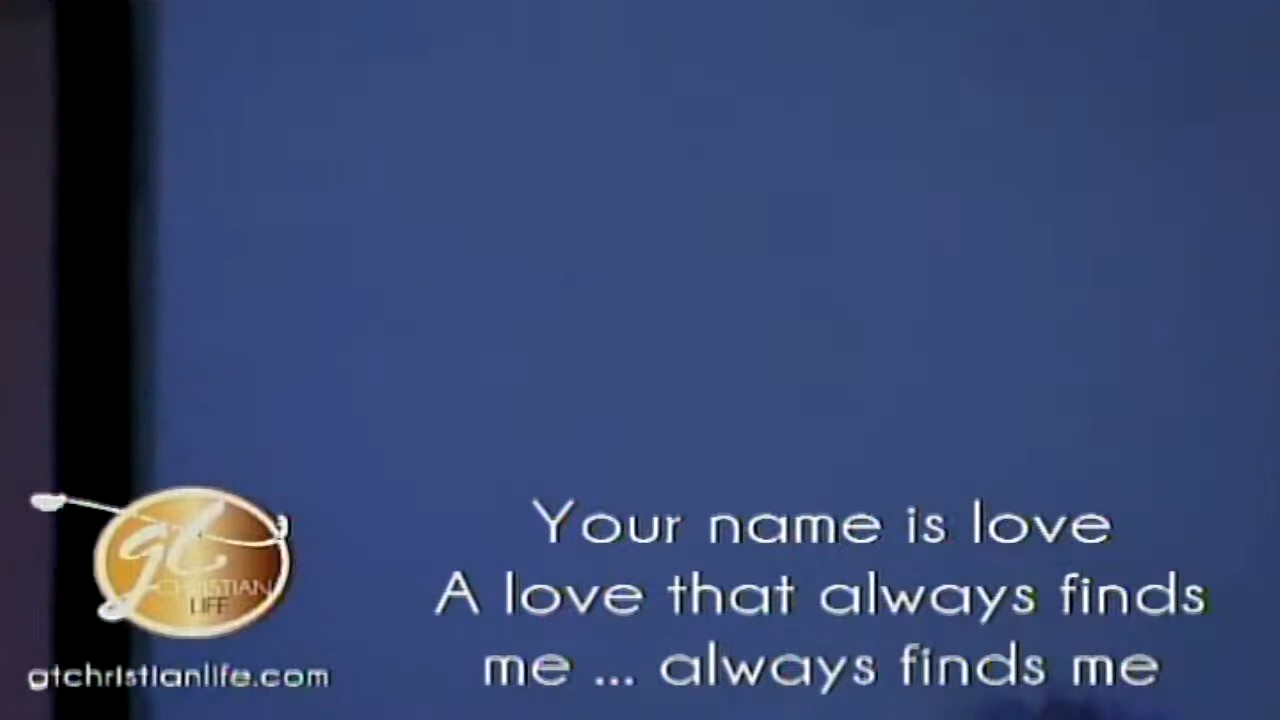 Your name is love
A love that always finds
me ... always finds me
gt
CHRISTIAN
LIFE
gtchristianlife.com